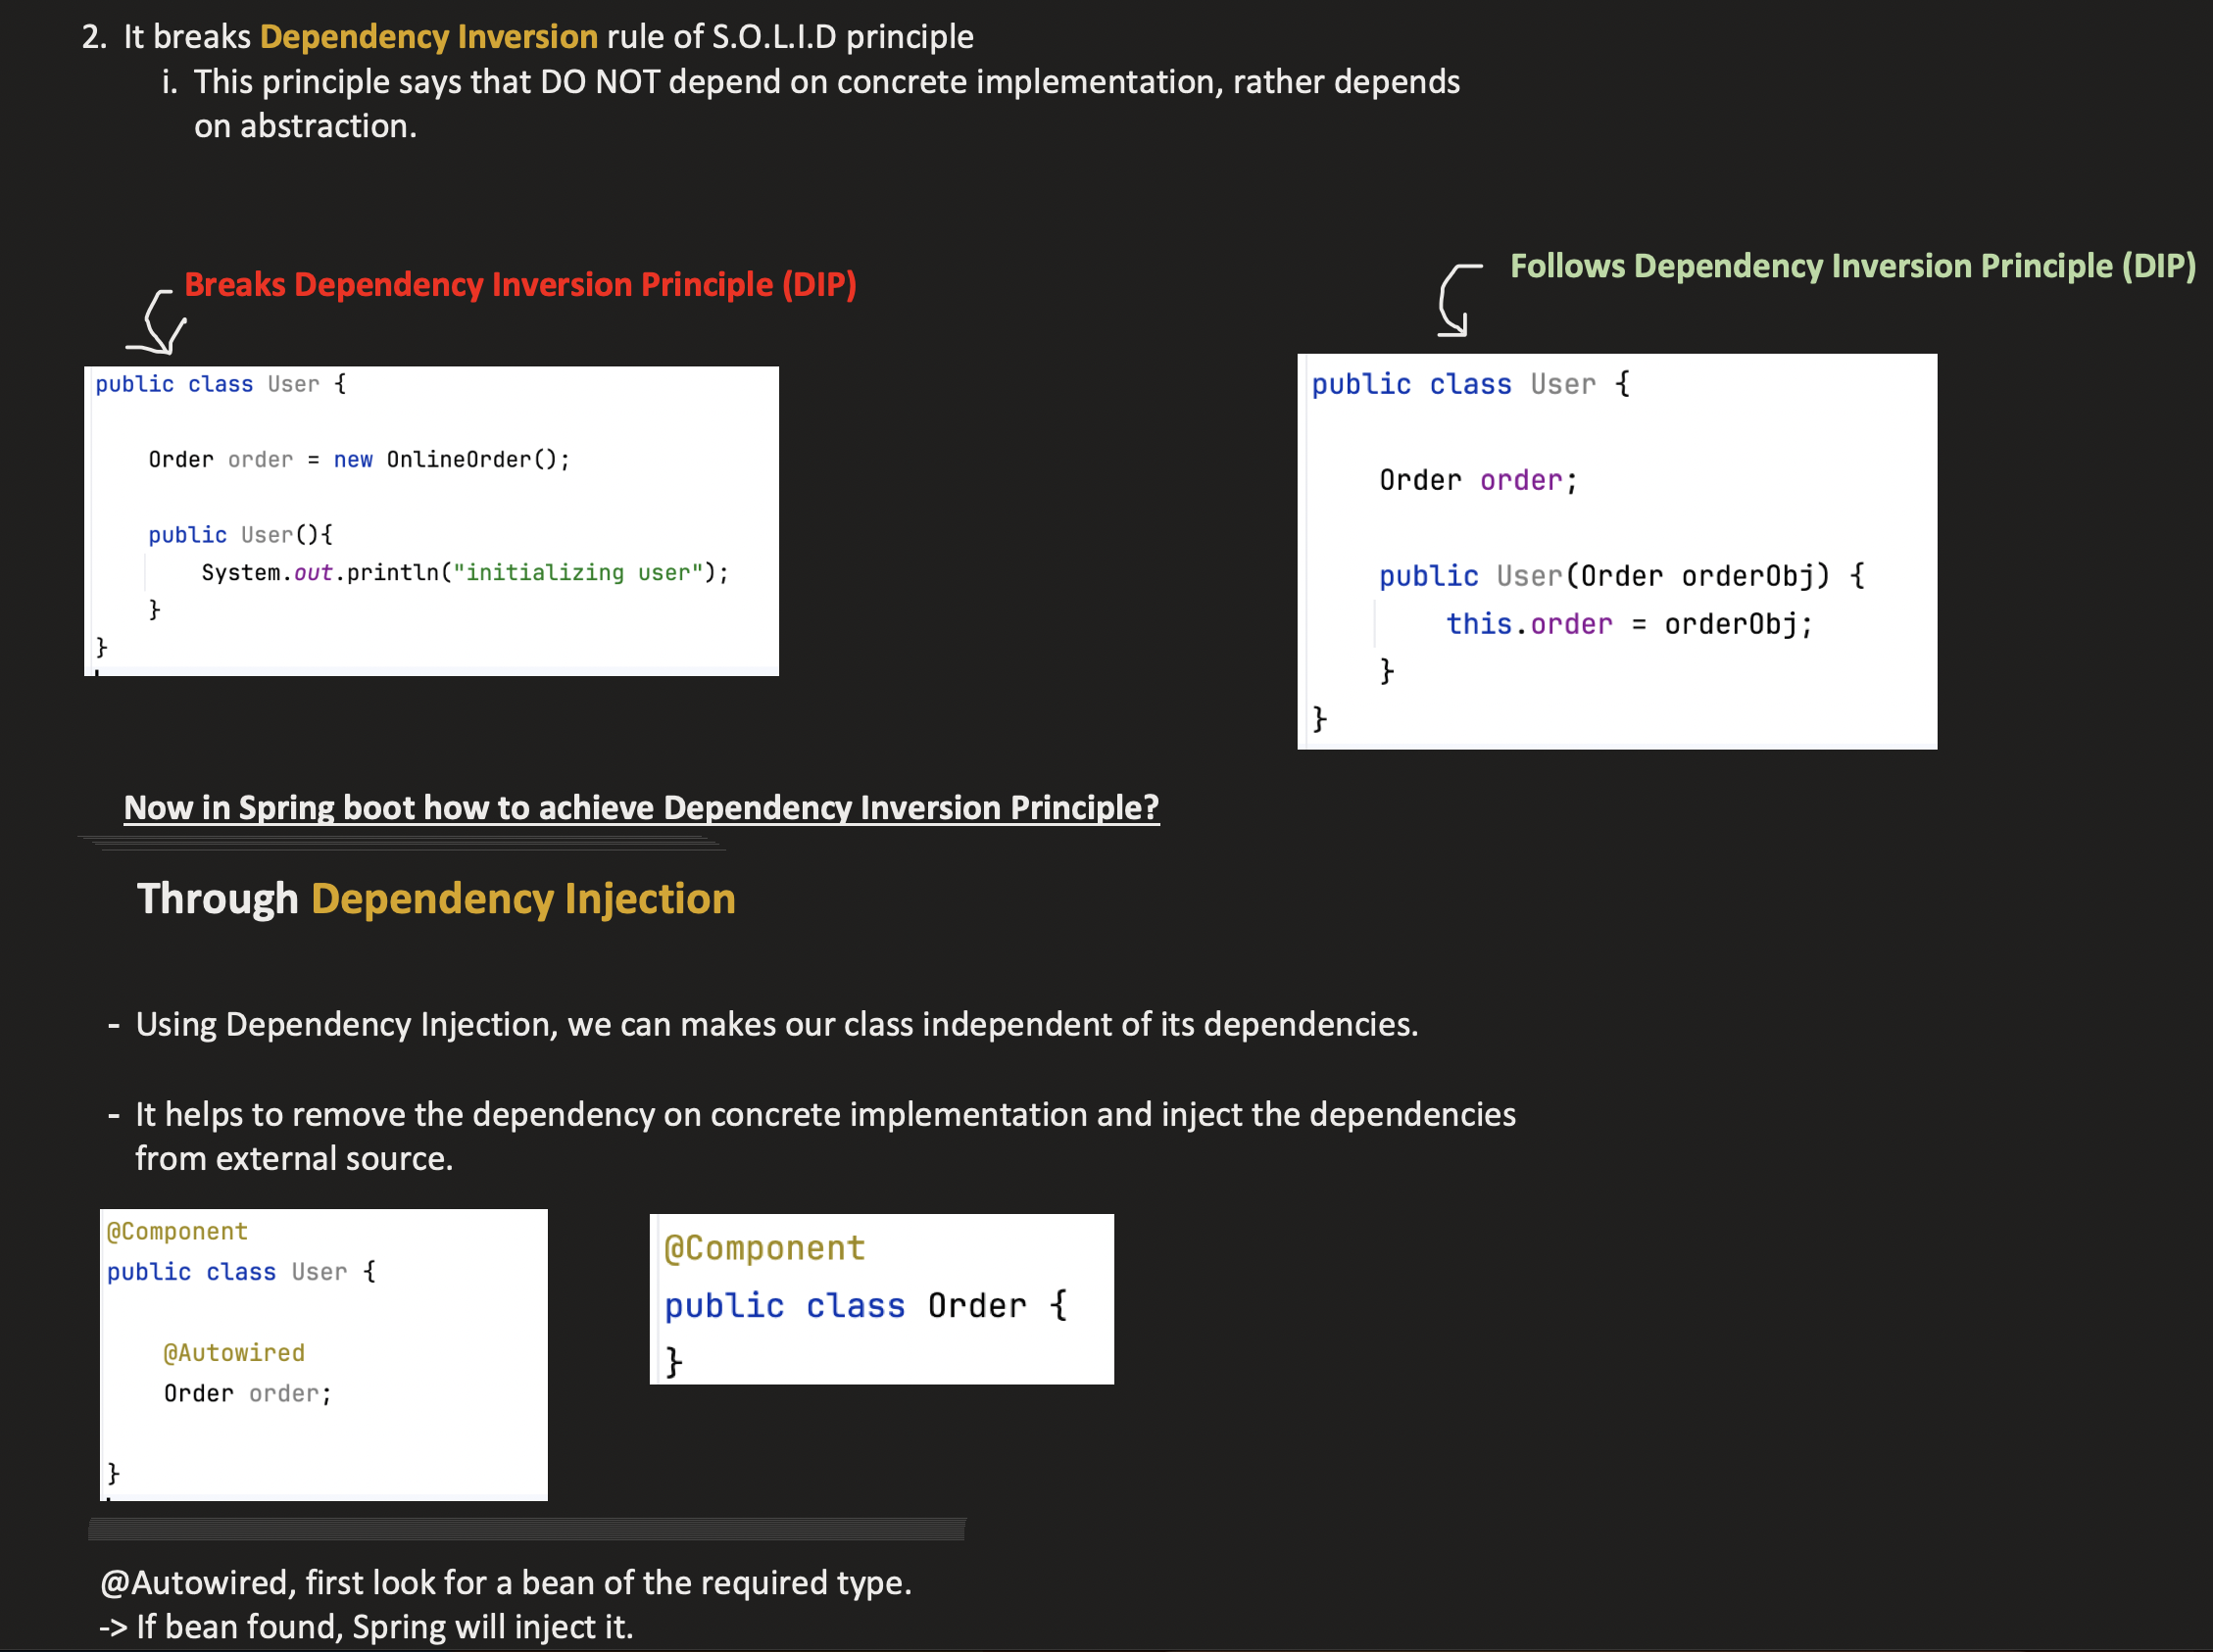 2. It breaks Dependency Inversion rule of S.O.L.I.D principle
i. This principle says that DO NOT depend on concrete implementation, rather depends
on abstraction.
Breaks Dependency Inversion Principle (DIP)
public class User {
Order order = new OnlineOrder();
public User(){
System.out.println("initializing user");
}
}
Follows Dependency Inversion Principle (DIP)
public class User {
Order order;
public User(Order orderObj) {
this.order = orderObj;
}
}
Now in Spring boot how to achieve Dependency Inversion Principle?
Through Dependency Injection
- Using Dependency Injection, we can makes our class independent of its dependencies.
- It helps to remove the dependency on concrete implementation and inject the dependencies
from external source.
@Component
public class User {
@Autowired
Order order;
}
@Component
public class Order {
}
@Autowired, first look for a bean of the required type.
-> If bean found, Spring will inject it.